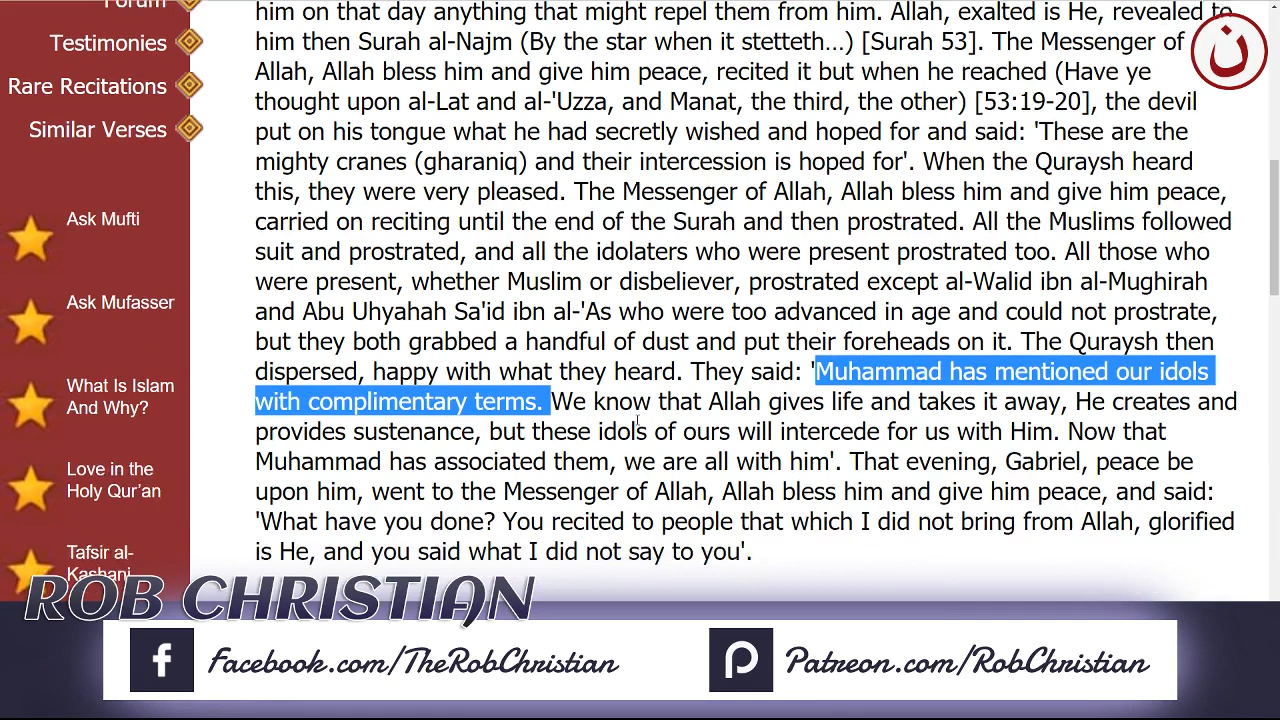 Forum
Testimonies
Rare Recitations
Similar Verses
Ask Mufti
Ask Mufasser
What Is Islam
And Why?
Love in the
Holy Qur'an
Tafsir al-
Kashani
him on that day anything that might repel them from him. Allah, exalted is He, revealed to
him then Surah al-Najm (By the star when it stetteth…) [Surah 53]. The Messenger of
Allah, Allah bless him and give him peace, recited it but when he reached (Have ye
thought upon al-Lat and al-'Uzza, and Manat, the third, the other) [53:19-20], the devil
put on his tongue what he had secretly wished and hoped for and said: 'These are the
mighty cranes (gharaniq) and their intercession is hoped for'. When the Quraysh heard
this, they were very pleased. The Messenger of Allah, Allah bless him and give him peace,
carried on reciting until the end of the Surah and then prostrated. All the Muslims followed
suit and prostrated, and all the idolaters who were present prostrated too. All those who
were present, whether Muslim or disbeliever, prostrated except al-Walid ibn al-Mughirah
and Abu Uhyahah Sa'id ibn al-'As who were too advanced in age and could not prostrate,
but they both grabbed a handful of dust and put their foreheads on it. The Quraysh then
dispersed, happy with what they heard. They said: 'Muhammad has mentioned our idols
with complimentary terms. We know that Allah gives life and takes it away, He creates and
provides sustenance, but these idols of ours will intercede for us with Him. Now that
Muhammad has associated them, we are all with him'. That evening, Gabriel, peace be
upon him, went to the Messenger of Allah, Allah bless him and give him peace, and said:
'What have you done? You recited to people that which I did not bring from Allah, glorified
is He, and you said what I did not say to you'.
ن
ROB CHRISTIAN
Facebook.com/TheRobChristian
Patreon.com/RobChristian